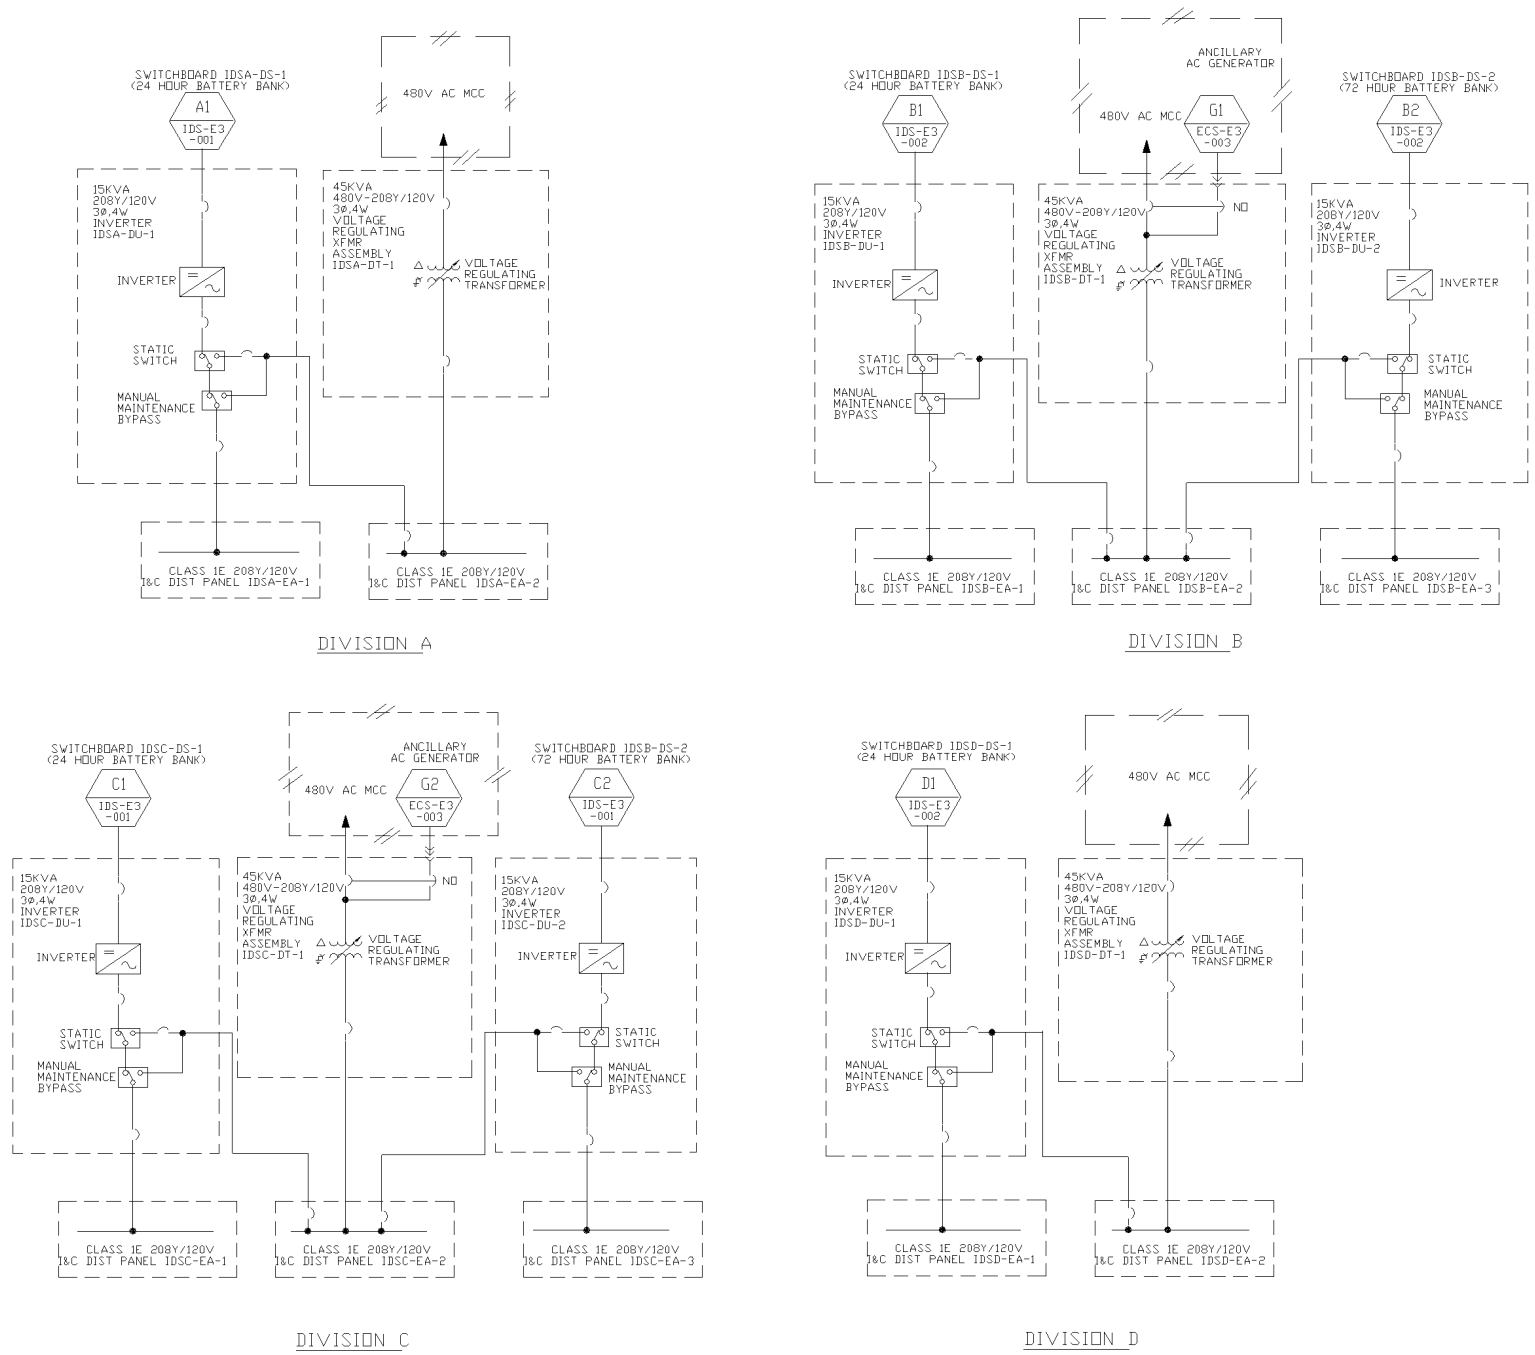 SWITCHBOARD IDSA-DS-1
(24 HOUR BATTERY BANK)
A1
IDS-E3
-001
480V AC MCC
15KVA
208Y/120V
3Ø,4W
INVERTER
IDSA-DU-1
INVERTER
STATIC
SWITCH
MANUAL
MAINTENANCE
BYPASS
45KVA
480V-208Y/120V
3Ø,4W
VOLTAGE
REGULATING
XFMR
ASSEMBLY
IDSA-DT-1
VOLTAGE
REGULATING
TRANSFORMER
CLASS 1E 208Y/120V
I&C DIST PANEL IDSA-EA-1
CLASS 1E 208Y/120V
I&C DIST PANEL IDSA-EA-2
DIVISION A
SWITCHBOARD IDSB-DS-1
(24 HOUR BATTERY BANK)
B1
IDS-E3
-002
ANCILLARY
AC GENERATOR
480V AC MCC
G1
ECS-E3
-003
SWITCHBOARD IDSB-DS-2
(72 HOUR BATTERY BANK)
B2
IDS-E3
-002
15KVA
208Y/120V
3Ø,4W
INVERTER
IDSB-DU-1
INVERTER
STATIC
SWITCH
MANUAL
MAINTENANCE
BYPASS
45KVA
480V-208Y/120V
3Ø,4W
VOLTAGE
REGULATING
XFMR
ASSEMBLY
IDSB-DT-1
NO
VOLTAGE
REGULATING
TRANSFORMER
15KVA
208Y/120V
3Ø,4W
INVERTER
IDSB-DU-2
INVERTER
STATIC
SWITCH
MANUAL
MAINTENANCE
BYPASS
CLASS 1E 208Y/120V
I&C DIST PANEL IDSB-EA-1
CLASS 1E 208Y/120V
I&C DIST PANEL IDSB-EA-2
CLASS 1E 208Y/120V
I&C DIST PANEL IDSB-EA-3
DIVISION B
SWITCHBOARD IDSC-DS-1
(24 HOUR BATTERY BANK)
C1
IDS-E3
-001
ANCILLARY
AC GENERATOR
480V AC MCC
G2
ECS-E3
-003
SWITCHBOARD IDSB-DS-2
(72 HOUR BATTERY BANK)
C2
IDS-E3
-001
15KVA
208Y/120V
3Ø,4W
INVERTER
IDSC-DU-1
INVERTER
STATIC
SWITCH
MANUAL
MAINTENANCE
BYPASS
45KVA
480V-208Y/120V
3Ø,4W
VOLTAGE
REGULATING
XFMR
ASSEMBLY
IDSC-DT-1
NO
VOLTAGE
REGULATING
TRANSFORMER
15KVA
208Y/120V
3Ø,4W
INVERTER
IDSC-DU-2
INVERTER
STATIC
SWITCH
MANUAL
MAINTENANCE
BYPASS
CLASS 1E 208Y/120V
I&C DIST PANEL IDSC-EA-1
CLASS 1E 208Y/120V
I&C DIST PANEL IDSC-EA-2
CLASS 1E 208Y/120V
I&C DIST PANEL IDSC-EA-3
DIVISION C
SWITCHBOARD IDSD-DS-1
(24 HOUR BATTERY BANK)
D1
IDS-E3
-002
480V AC MCC
15KVA
208Y/120V
3Ø,4W
INVERTER
IDSD-DU-1
INVERTER
STATIC
SWITCH
MANUAL
MAINTENANCE
BYPASS
45KVA
480V-208Y/120V
3Ø,4W
VOLTAGE
REGULATING
XFMR
ASSEMBLY
IDSD-DT-1
VOLTAGE
REGULATING
TRANSFORMER
CLASS 1E 208Y/120V
I&C DIST PANEL IDSD-EA-1
CLASS 1E 208Y/120V
I&C DIST PANEL IDSD-EA-2
DIVISION D